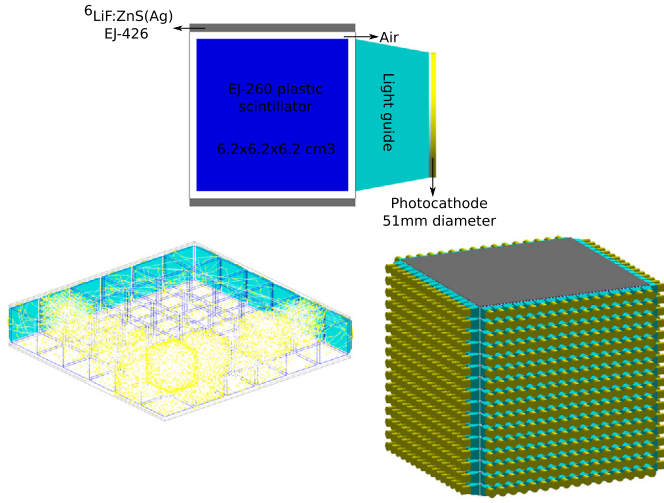 ⁶LiF:ZnS(Ag)
EJ-426
Air
EJ-260 plastic
scintillator
6.2x6.2x6.2 cm3
Light guide
Photocathode
51mm diameter